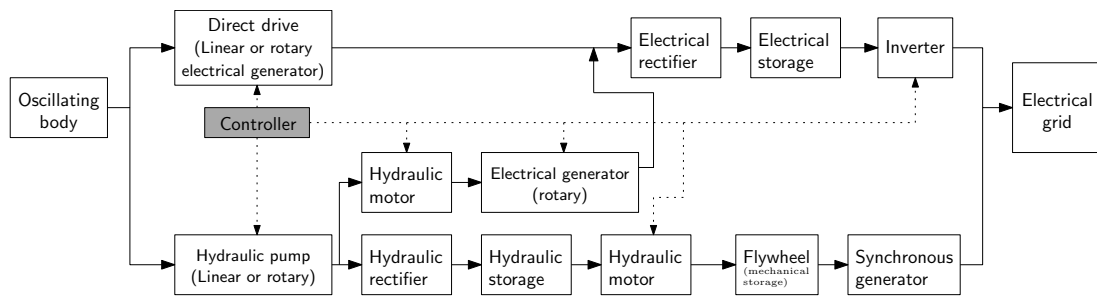 Direct drive
(Linear or rotary
electrical generator)
Electrical
rectifier
Electrical
storage
Inverter
Oscillating
body
Controller
Electrical
grid
Hydraulic
motor
Electrical generator
(rotary)
Hydraulic pump
(Linear or rotary)
Hydraulic
rectifier
Hydraulic
storage
Hydraulic
motor
Flywheel
(mechanical
storage)
Synchronous
generator